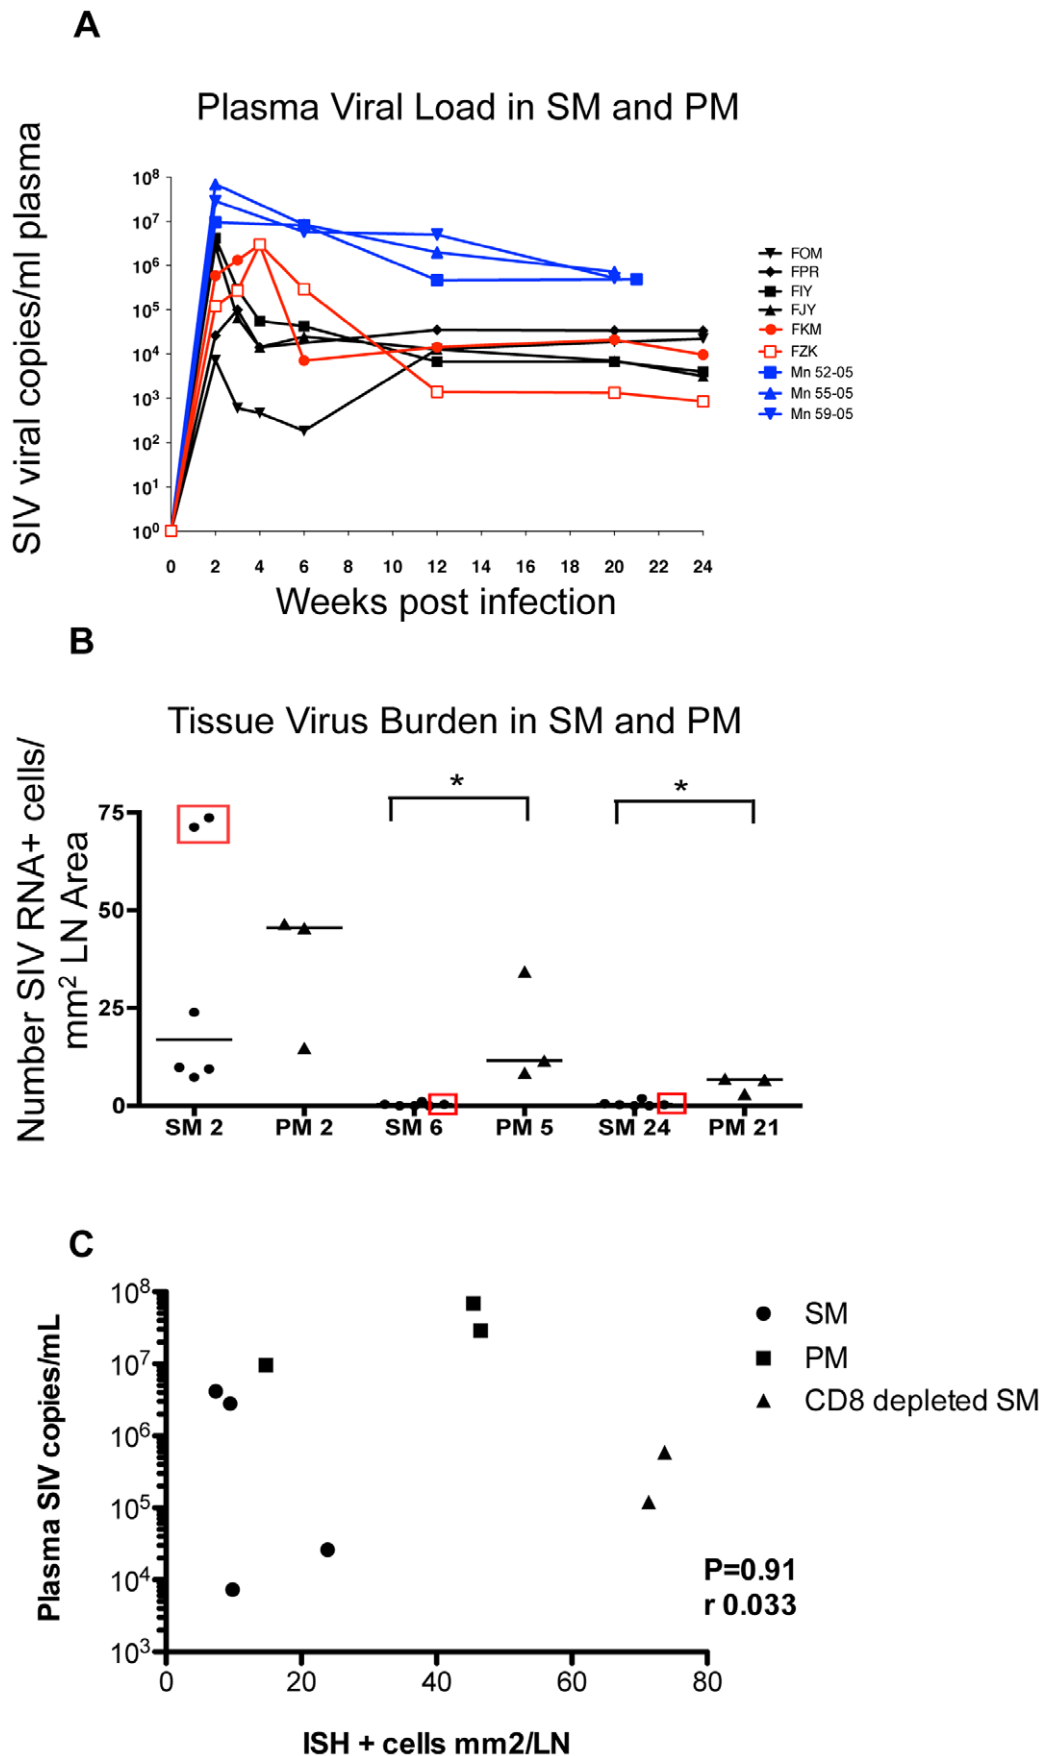 A
Plasma Viral Load in SM and PM
SIV viral copies/ml plasma
10⁸
10⁷
10⁶
10⁵
10⁴
10³
10²
10¹
10⁰
0 2 4 6 8 10 12 14 16 18 20 22 24
Weeks post infection
FOM
FPR
FIY
FJY
FKM
FZK
Mn 52-05
Mn 55-05
Mn 59-05
B
Tissue Virus Burden in SM and PM
Number SIV RNA+ cells/
mm² LN Area
* *
75
50
25
0
SM 2 PM 2 SM 6 PM 5 SM 24 PM 21
C
Plasma SIV copies/mL
10⁸
10⁷
10⁶
10⁵
10⁴
10³
0 20 40 60 80
ISH + cells mm2/LN
SM
PM
CD8 depleted SM
P=0.91
r 0.033